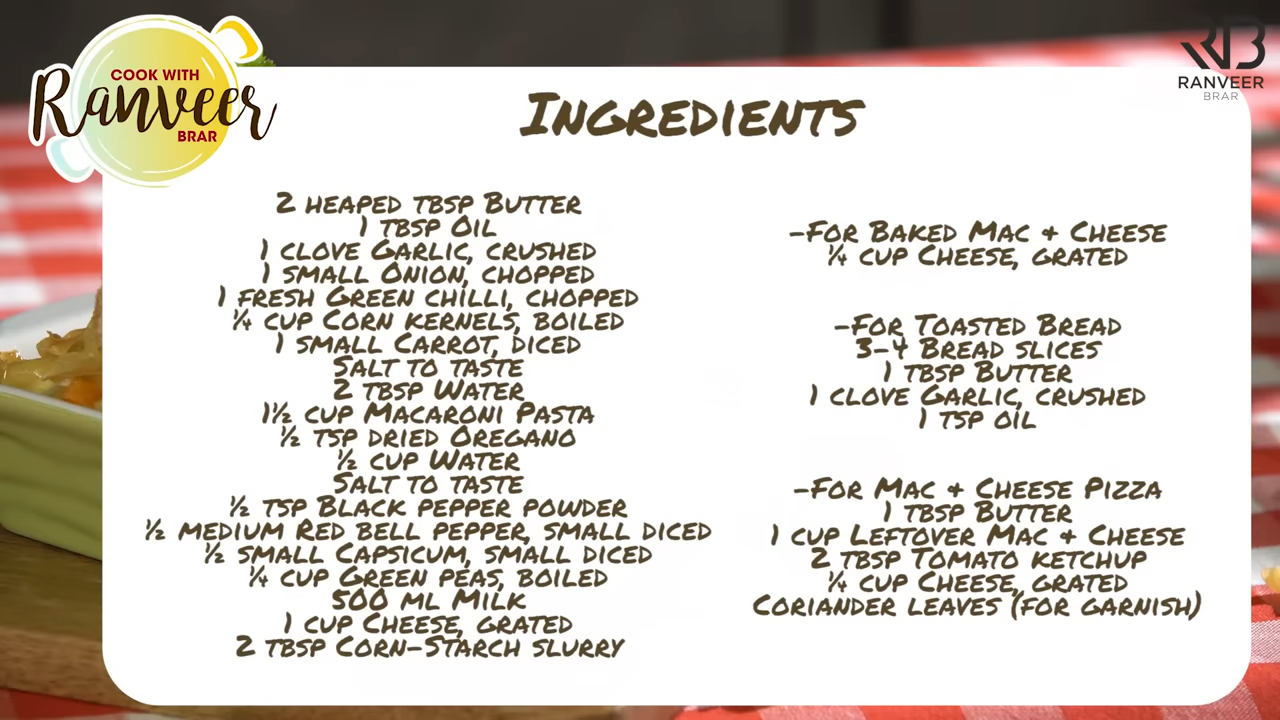 COOK WITH
Ranveer
BRAR
RB
RANVEER
BRAR
INGREDIENTS
2 HEAPED TBSP BUTTER
1 TBSP OIL
1 CLOVE GARLIC, CRUSHED
1 SMALL ONION, CHOPPED
1 FRESH GREEN CHILLI, CHOPPED
¼ CUP CORN KERNELS, BOILED
1 SMALL CARROT, DICED
SALT TO TASTE
2 TBSP WATER
1½ CUP MACARONI PASTA
½ TSP DRIED OREGANO
½ CUP WATER
SALT TO TASTE
½ TSP BLACK PEPPER POWDER
½ MEDIUM RED BELL PEPPER, SMALL DICED
½ SMALL CAPSICUM, SMALL DICED
¼ CUP GREEN PEAS, BOILED
500 ML MILK
1 CUP CHEESE, GRATED
2 TBSP CORN-STARCH SLURRY
-FOR BAKED MAC & CHEESE
¼ CUP CHEESE, GRATED
-FOR TOASTED BREAD
3-4 BREAD SLICES
1 TBSP BUTTER
1 CLOVE GARLIC, CRUSHED
1 TSP OIL
-FOR MAC & CHEESE PIZZA
1 TBSP BUTTER
1 CUP LEFTOVER MAC & CHEESE
2 TBSP TOMATO KETCHUP
¼ CUP CHEESE, GRATED
CORIANDER LEAVES (FOR GARNISH)